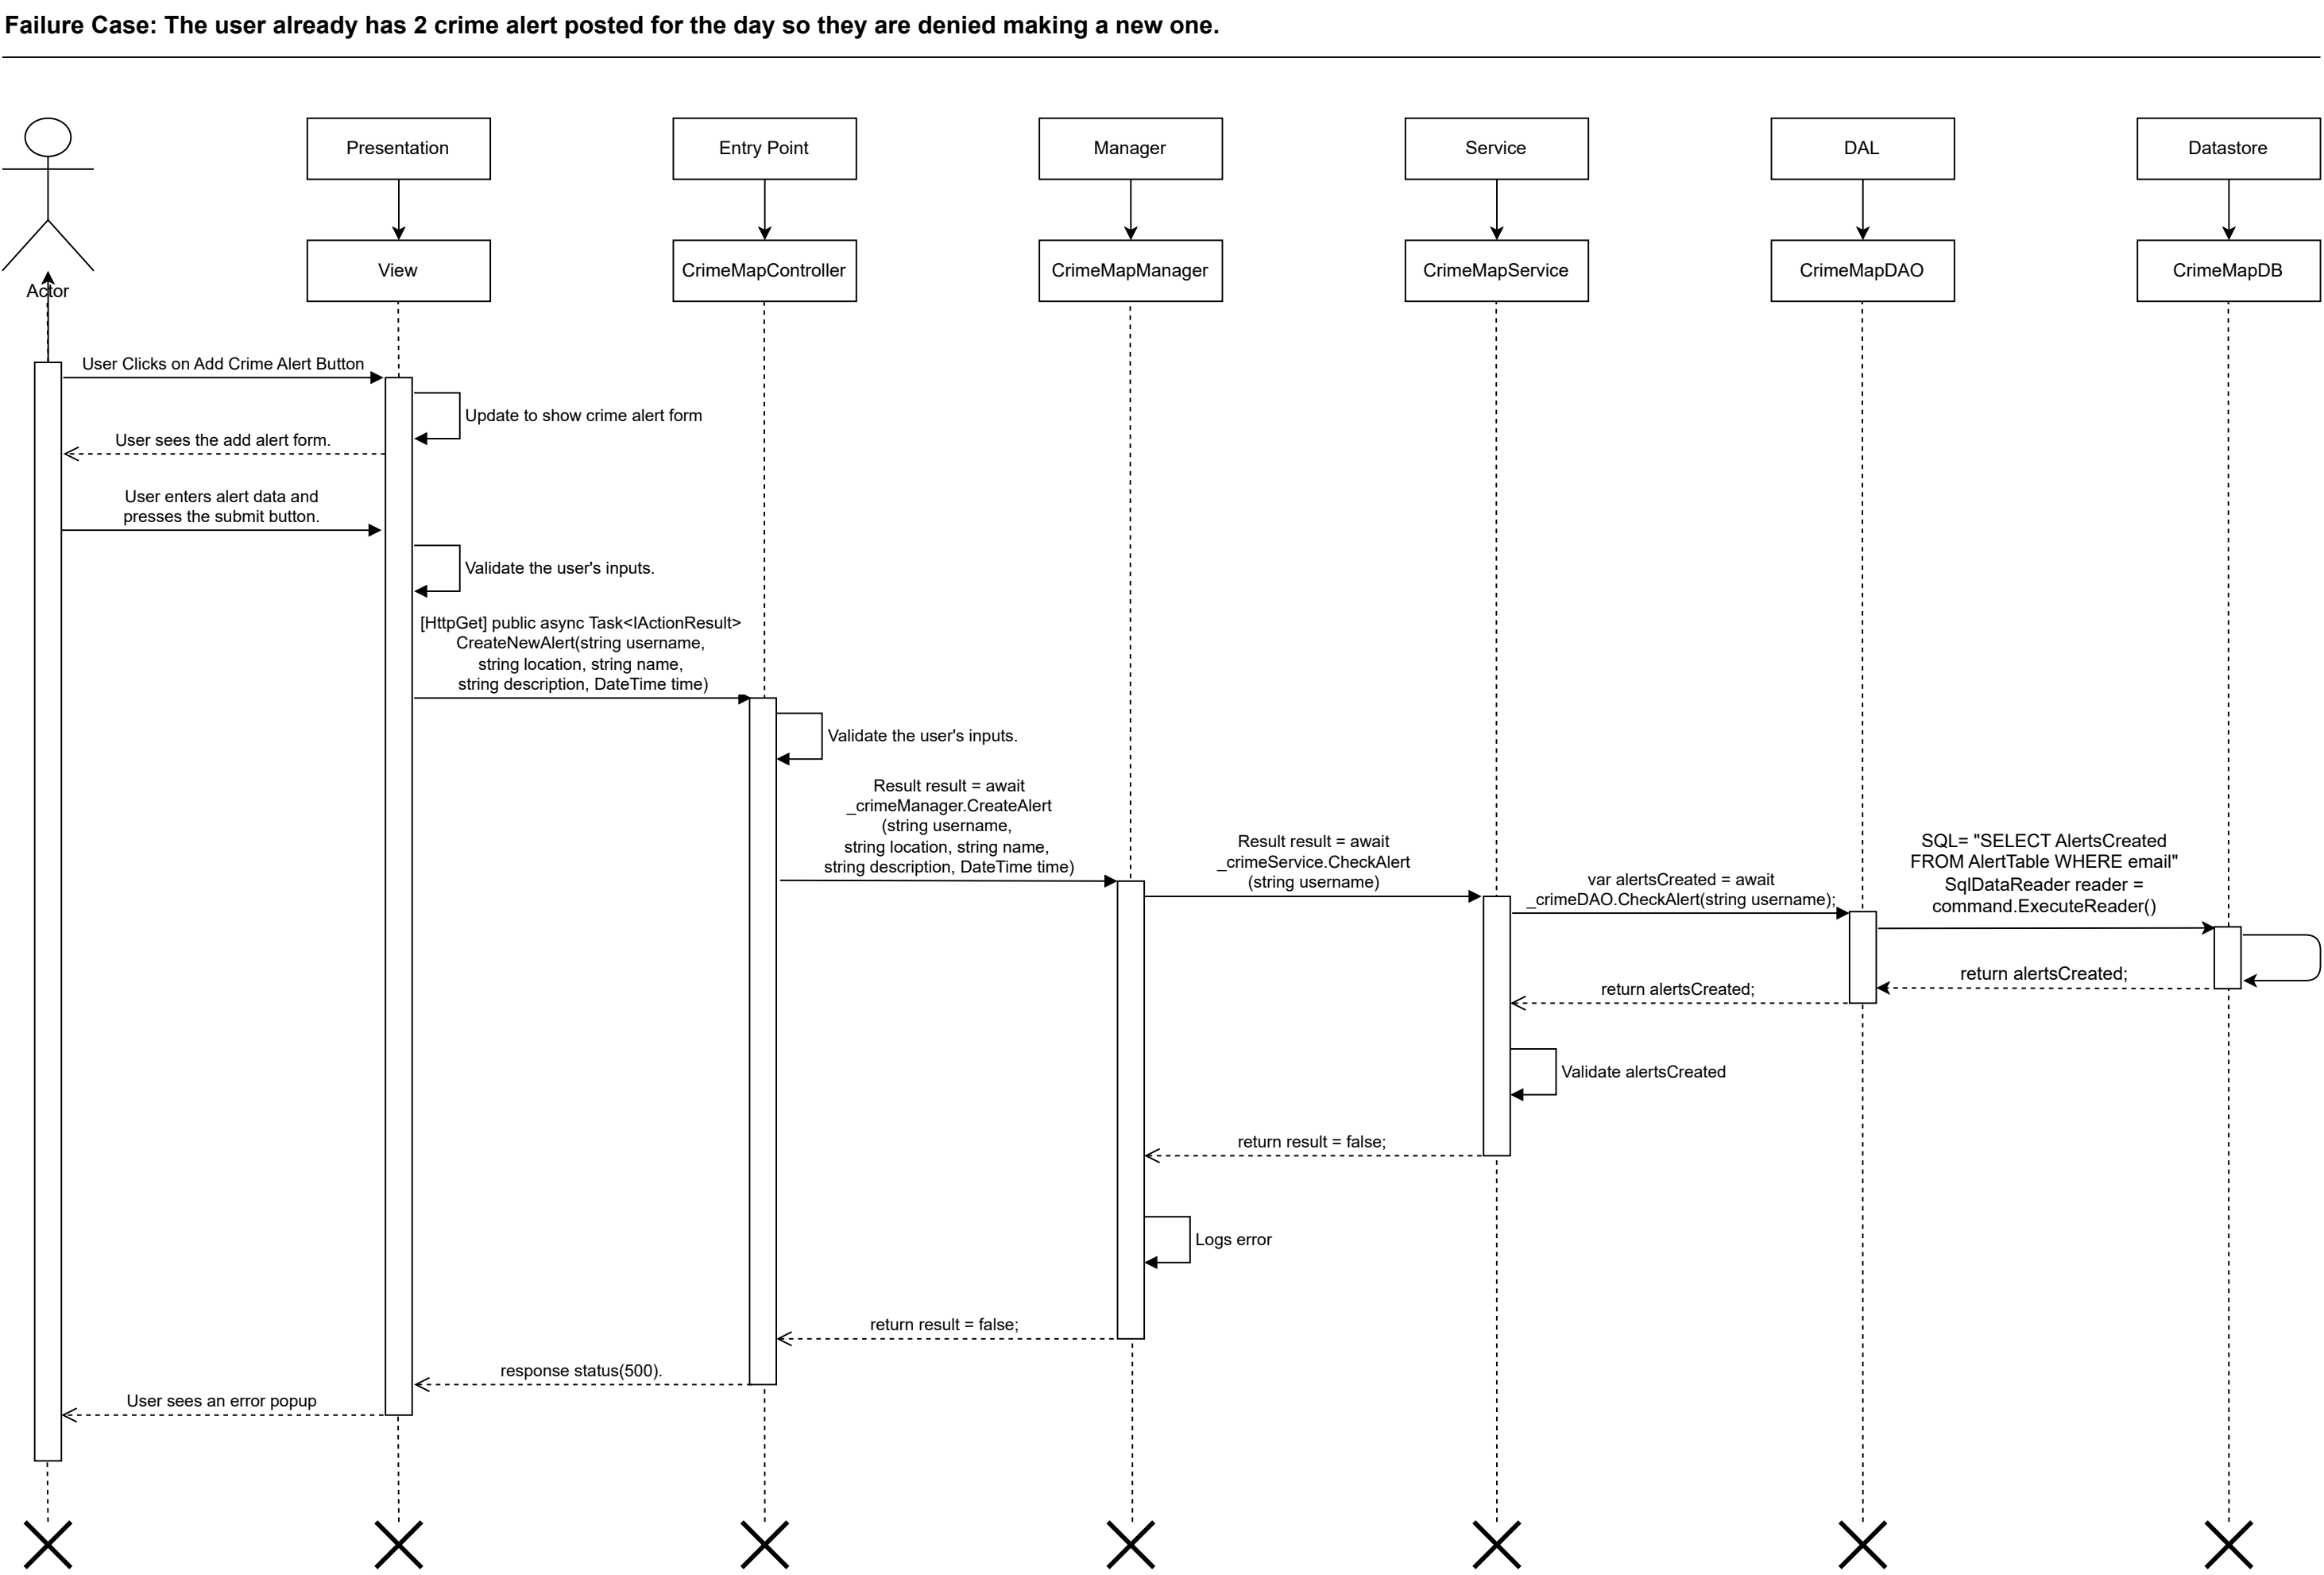 Failure Case: The user already has 2 crime alert posted for the day so they are denied making a new one.
Presentation
Entry Point
Manager
Service
DAL
Datastore
View
CrimeMapController
CrimeMapManager
CrimeMapService
CrimeMapDAO
CrimeMapDB
Actor
User Clicks on Add Crime Alert Button
Update to show crime alert form
User sees the add alert form.
User enters alert data and
presses the submit button.
Validate the user's inputs.
[HttpGet] public async Task<IActionResult>
CreateNewAlert(string username,
string location, string name,
string description, DateTime time)
Validate the user's inputs.
Result result = await
_crimeManager.CreateAlert
(string username,
string location, string name,
string description, DateTime time)
Result result = await
_crimeService.CheckAlert
(string username)
var alertsCreated = await
_crimeDAO.CheckAlert(string username);
SQL= "SELECT AlertsCreated
FROM AlertTable WHERE email"
SqlDataReader reader =
command.ExecuteReader()
return alertsCreated;
return alertsCreated;
Validate alertsCreated
return result = false;
Logs error
return result = false;
response status(500).
User sees an error popup